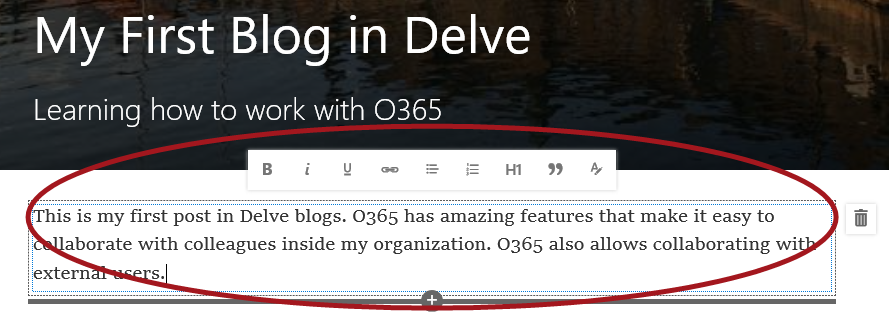 My First Blog in Delve
Learning how to work with O365
B i U H1 ” A
This is my first post in Delve blogs. O365 has amazing features that make it easy to
collaborate with colleagues inside my organization. O365 also allows collaborating with
external users.